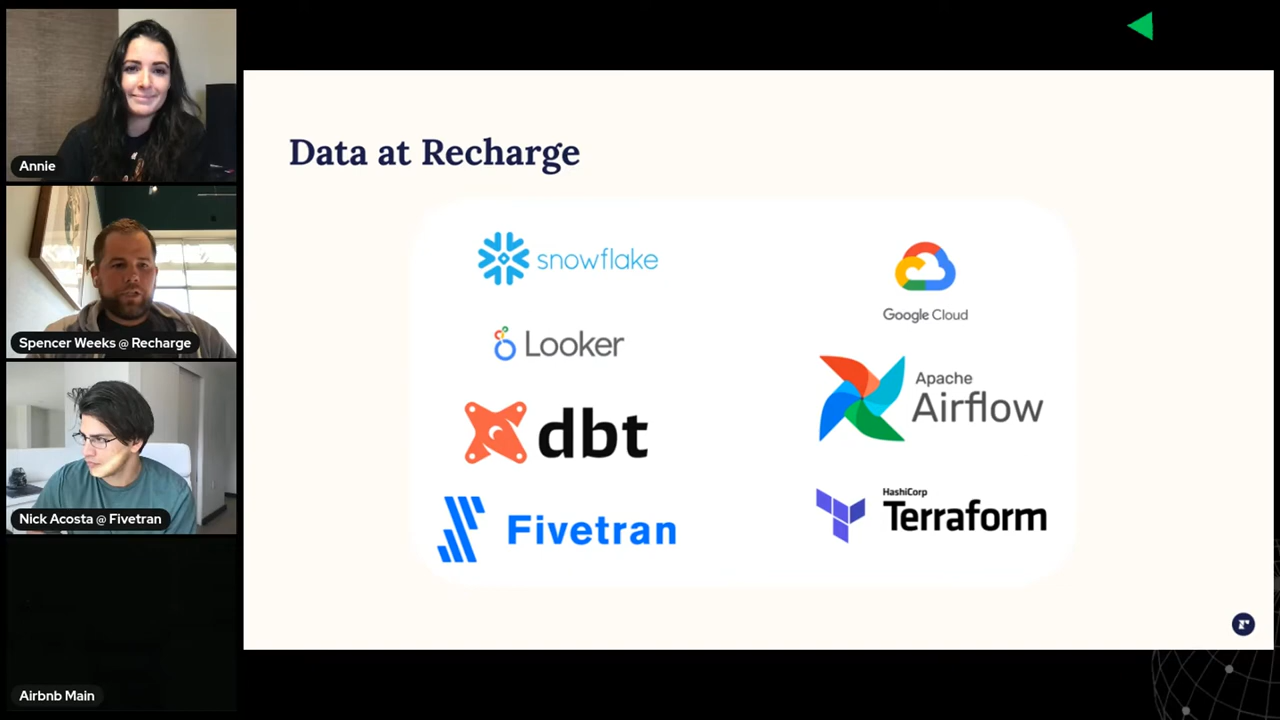 Annie
Spencer Weeks @ Recharge
Nick Acosta @ Fivetran
Airbnb Main
Data at Recharge
snowflake
Looker
dbt
Fivetran
Google Cloud
Apache
Airflow
HashiCorp
Terraform
r